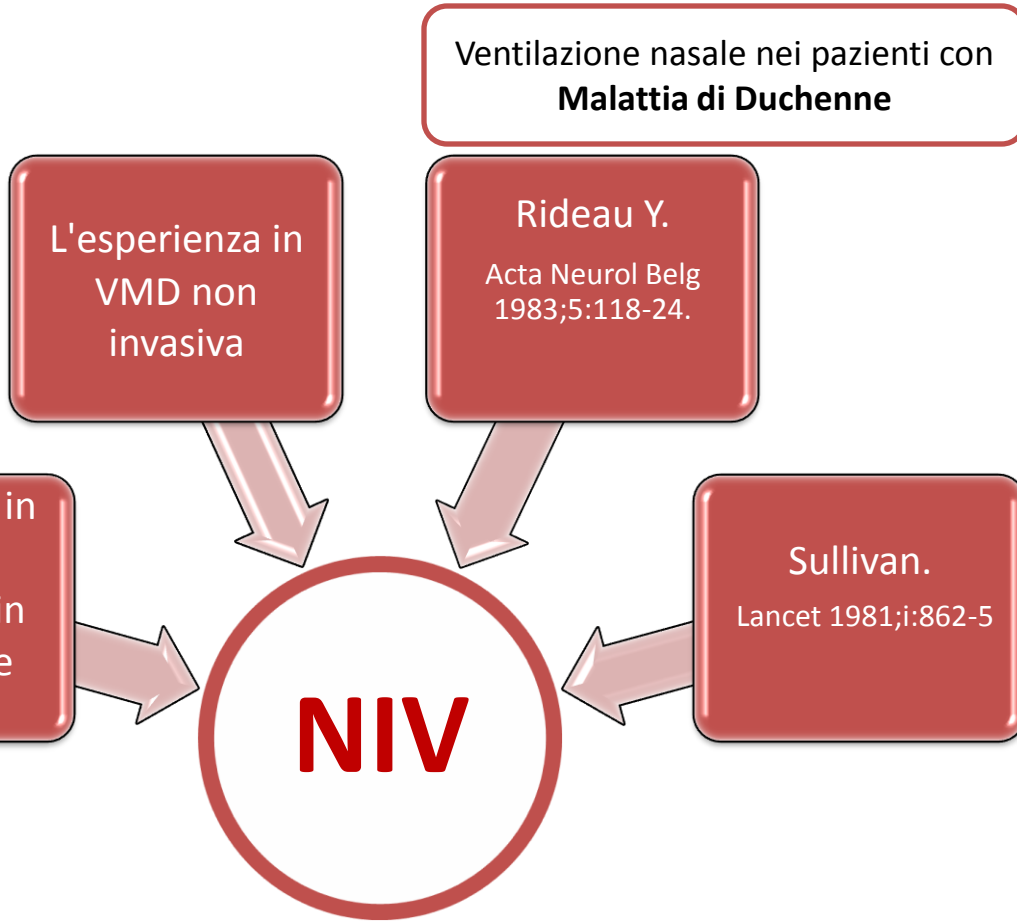 Ventilazione nasale nei pazienti con
Malattia di Duchenne
L'esperienza in
VMD non
invasiva
Rideau Y.
Acta Neurol Belg
1983;5:118-24.
in
in
e
Sullivan.
Lancet 1981;i:862-5
NIV